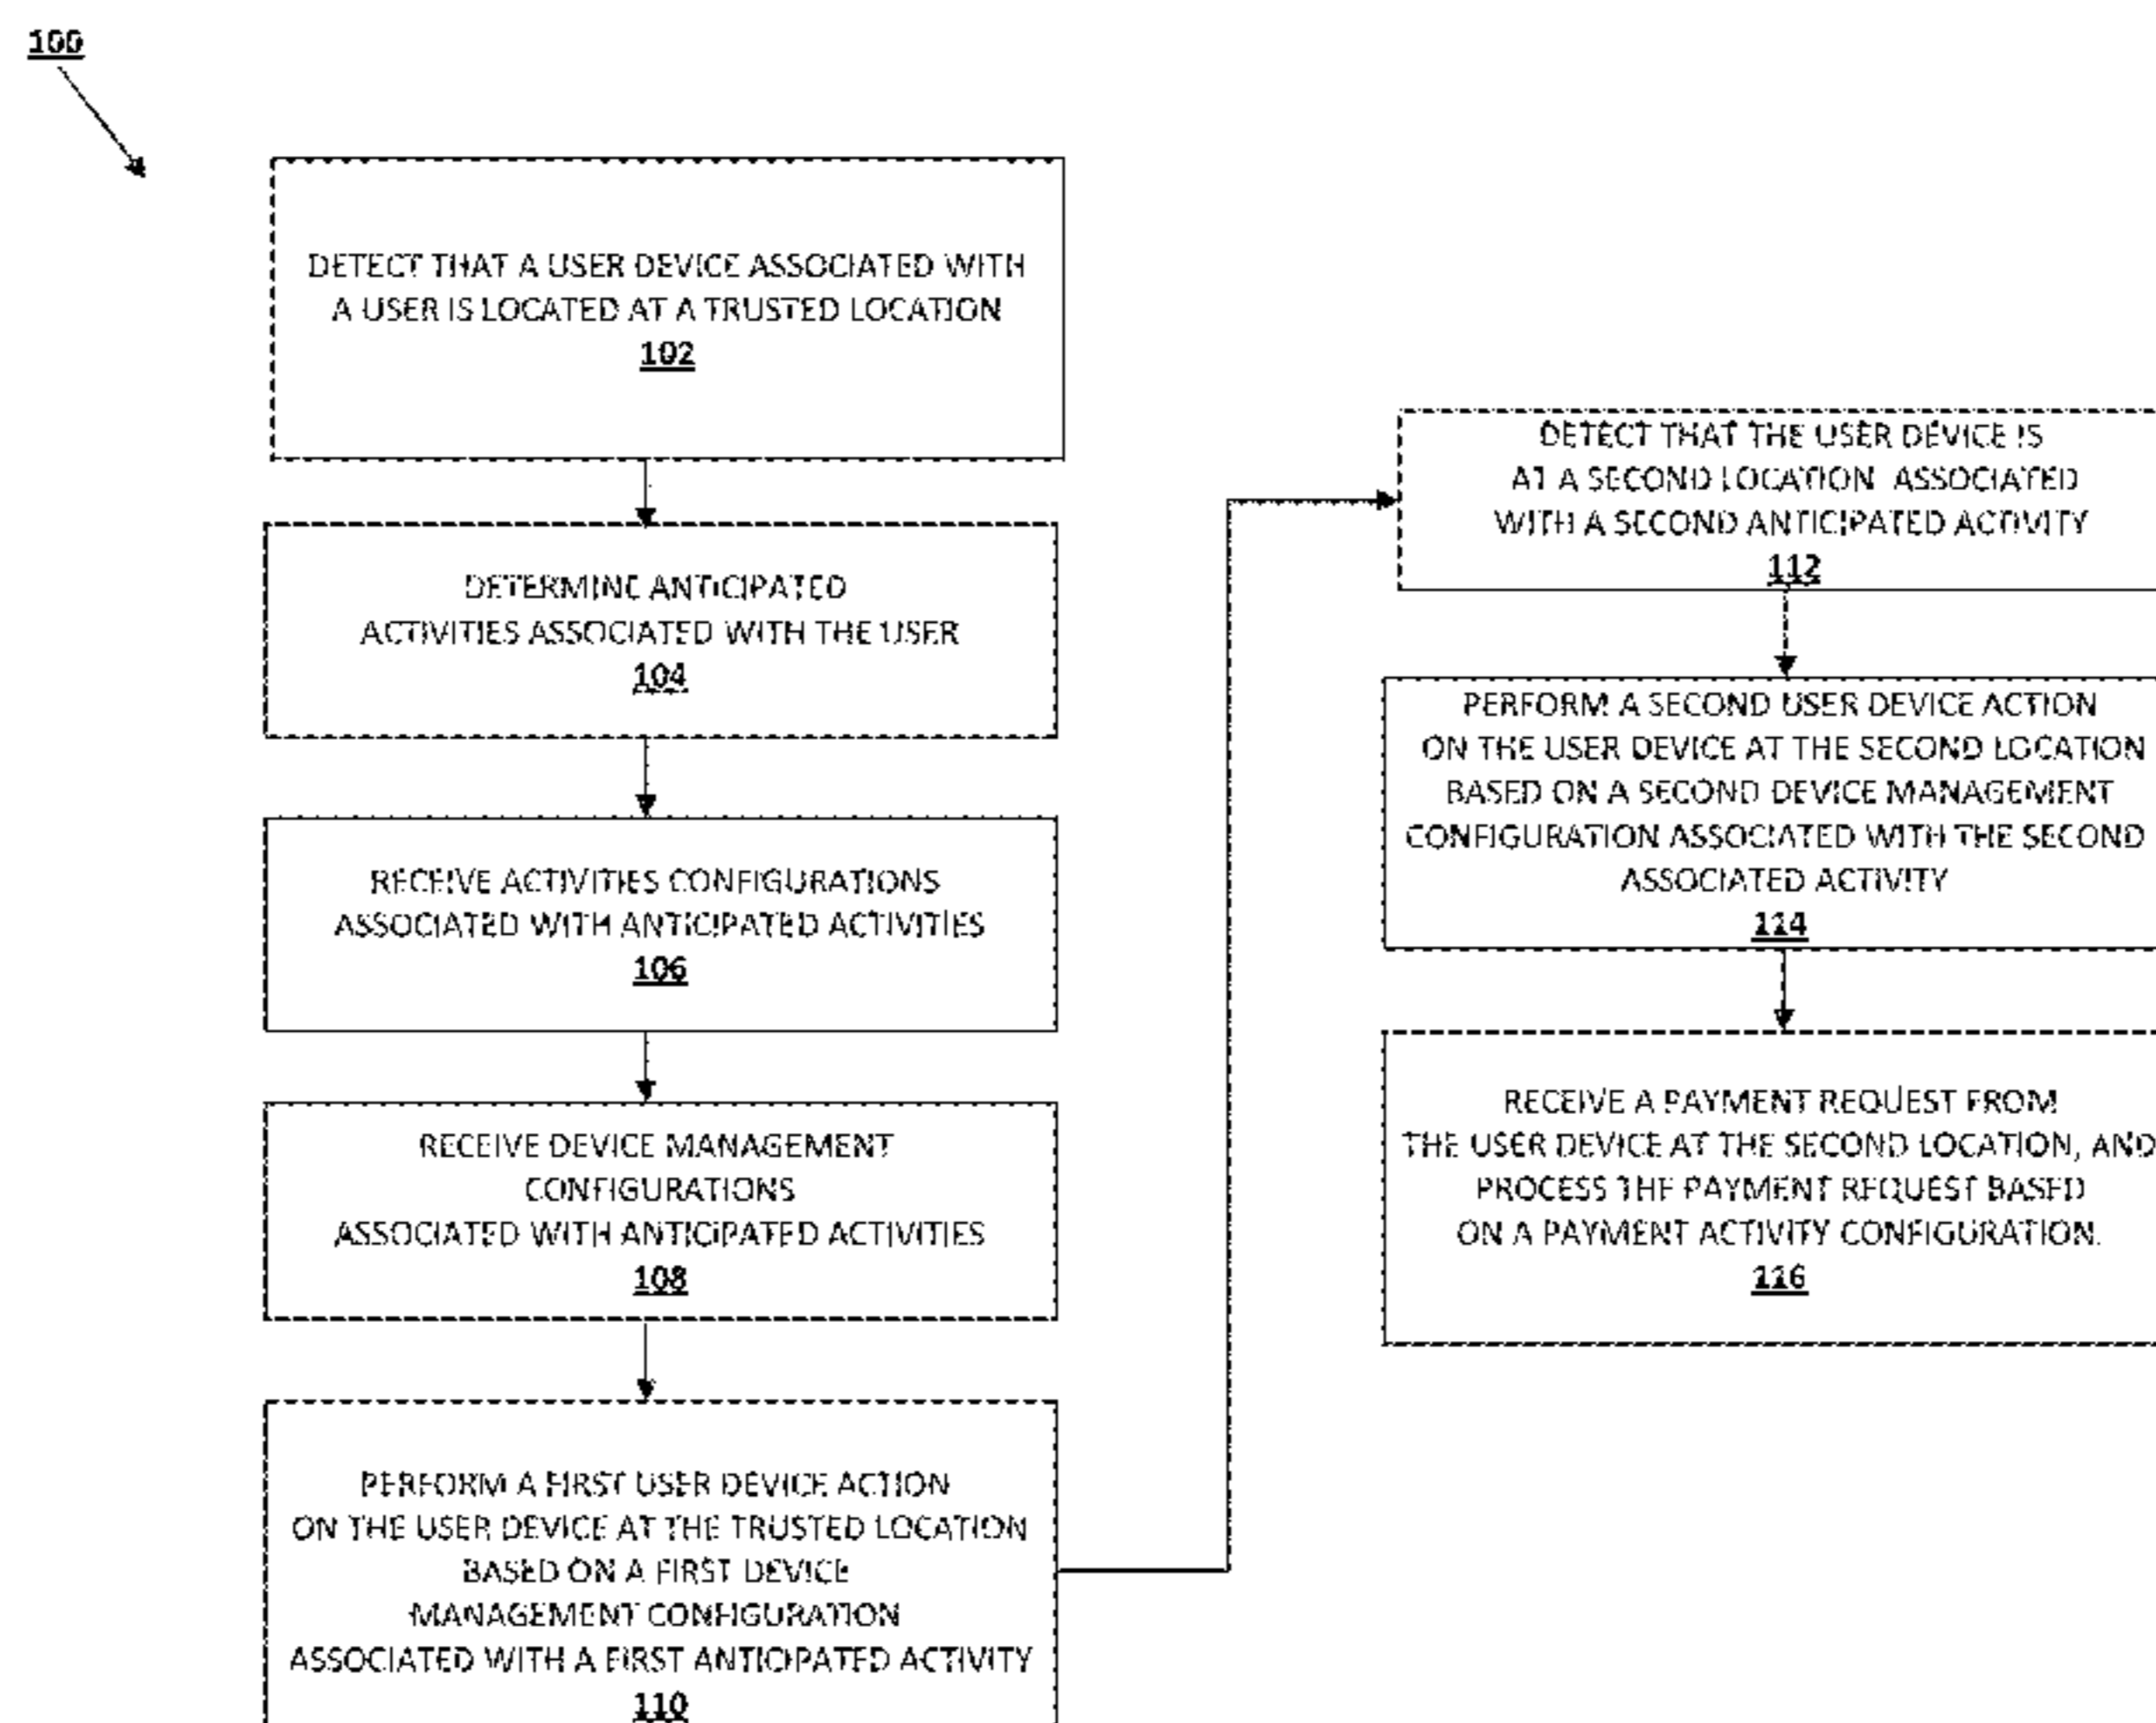 100
DETECT THAT A USER DEVICE ASSOCIATED WITH
A USER IS LOCATED AT A TRUSTED LOCATION
102
DETERMINE ANTICIPATED
ACTIVITIES ASSOCIATED WITH THE USER
104
RECEIVE ACTIVITIES CONFIGURATIONS
ASSOCIATED WITH ANTICIPATED ACTIVITIES
106
RECEIVE DEVICE MANAGEMENT
CONFIGURATIONS
ASSOCIATED WITH ANTICIPATED ACTIVITIES
108
PERFORM A FIRST USER DEVICE ACTION
ON THE USER DEVICE AT THE TRUSTED LOCATION
BASED ON A FIRST DEVICE
MANAGEMENT CONFIGURATION
ASSOCIATED WITH A FIRST ANTICIPATED ACTIVITY
110
DETECT THAT THE USER DEVICE IS
AT A SECOND LOCATION ASSOCIATED
WITH A SECOND ANTICIPATED ACTIVITY
112
PERFORM A SECOND USER DEVICE ACTION
ON THE USER DEVICE AT THE SECOND LOCATION
BASED ON A SECOND DEVICE MANAGEMENT
CONFIGURATION ASSOCIATED WITH THE SECOND
ASSOCIATED ACTIVITY
114
RECEIVE A PAYMENT REQUEST FROM
THE USER DEVICE AT THE SECOND LOCATION, AND
PROCESS THE PAYMENT REQUEST BASED
ON A PAYMENT ACTIVITY CONFIGURATION.
116